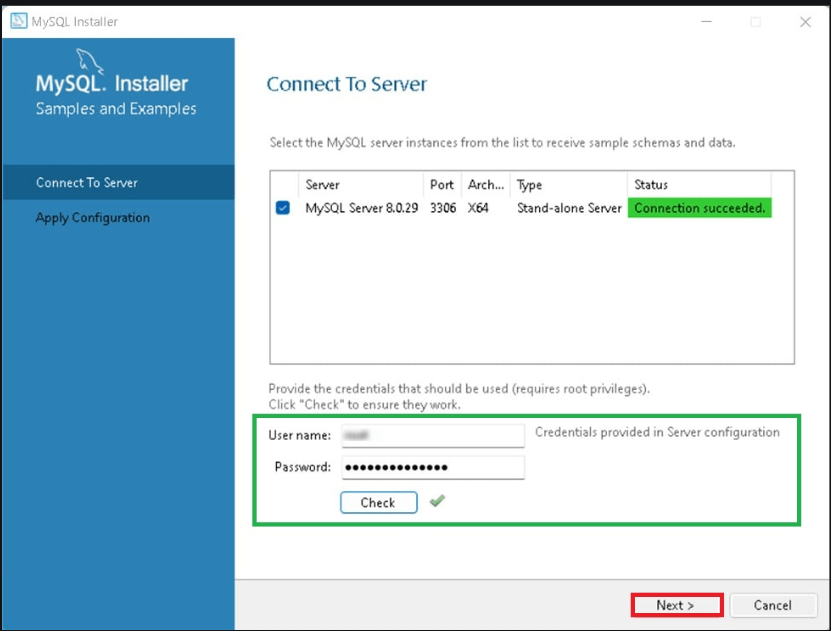 MySQL Installer
MySQL. Installer
Samples and Examples
Connect To Server
Apply Configuration
Connect To Server
Select the MySQL server instances from the list to receive sample schemas and data.
Server Port Arch... Type Status
MySQL Server 8.0.29 3306 X64 Stand-alone Server Connection succeeded.
Provide the credentials that should be used (requires root privileges).
Click "Check" to ensure they work.
User name:
Credentials provided in Server configuration
Password: ●●●●●●●●●●●●●●
Check
Next > Cancel